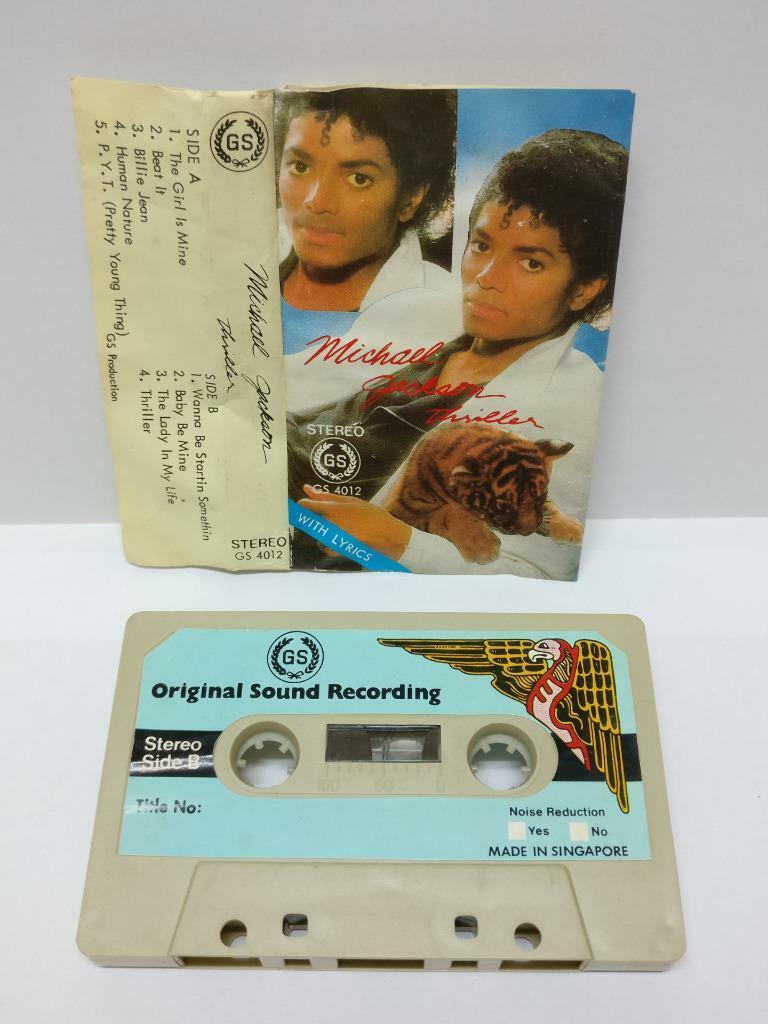 GS
SIDE A
1. The Girl Is Mine
2. Beat It
3. Billie Jean
4. Human Nature
5. P.Y.T. (Pretty Young Thing)
GS Production
Michael Jackson
Thriller
SIDE B
1. Wanna Be Startin Somethin'
2. Baby Be Mine
3. The Lady In My Life
4. Thriller
STEREO
GS 4012
Michael
Jackson
Thriller
STEREO
GS
GS 4012
WITH LYRICS
GS
Original Sound Recording
Stereo
Side B
Title No:
100 50 0
Noise Reduction
Yes No
MADE IN SINGAPORE